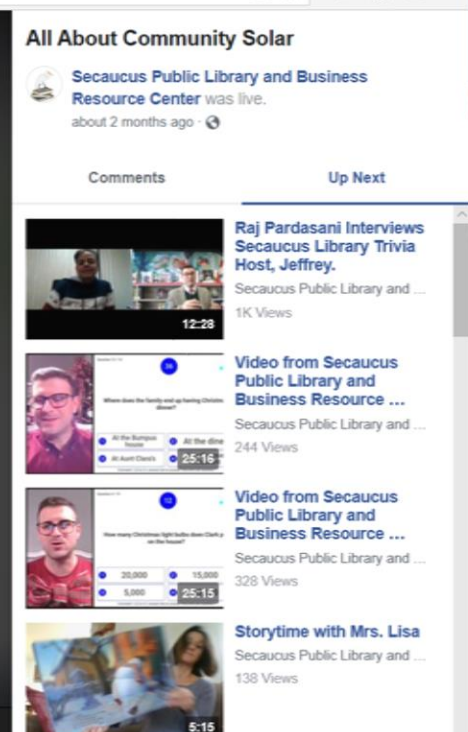 All About Community Solar
Secaucus Public Library and Business
Resource Center was live.
about 2 months ago ·
Comments
Up Next
Raj Pardasani Interviews
Secaucus Library Trivia
Host, Jeffrey.
Secaucus Public Library and ...
1K Views
12:28
Video from Secaucus
Public Library and
Business Resource ...
Secaucus Public Library and ...
244 Views
Where does the family end up having Christm
dinner?
At the Bumpus
house
At the dine
At Aunt Clara's
25:16
Video from Secaucus
Public Library and
Business Resource ...
Secaucus Public Library and ...
328 Views
How many Christmas light bulbs does Clark p
on the house?
20,000
15,000
5,000
25:15
Storytime with Mrs. Lisa
Secaucus Public Library and ...
138 Views
5:15